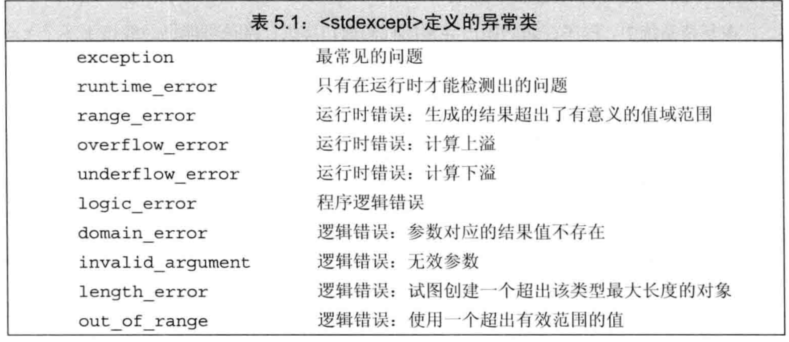 表 5.1：<stdexcept>定义的异常类
exception 最常见的问题
runtime_error 只有在运行时才能检测出的问题
range_error 运行时错误：生成的结果超出了有意义的值域范围
overflow_error 运行时错误：计算上溢
underflow_error 运行时错误：计算下溢
logic_error 程序逻辑错误
domain_error 逻辑错误：参数对应的结果值不存在
invalid_argument 逻辑错误：无效参数
length_error 逻辑错误：试图创建一个超出该类型最大长度的对象
out_of_range 逻辑错误：使用一个超出有效范围的值